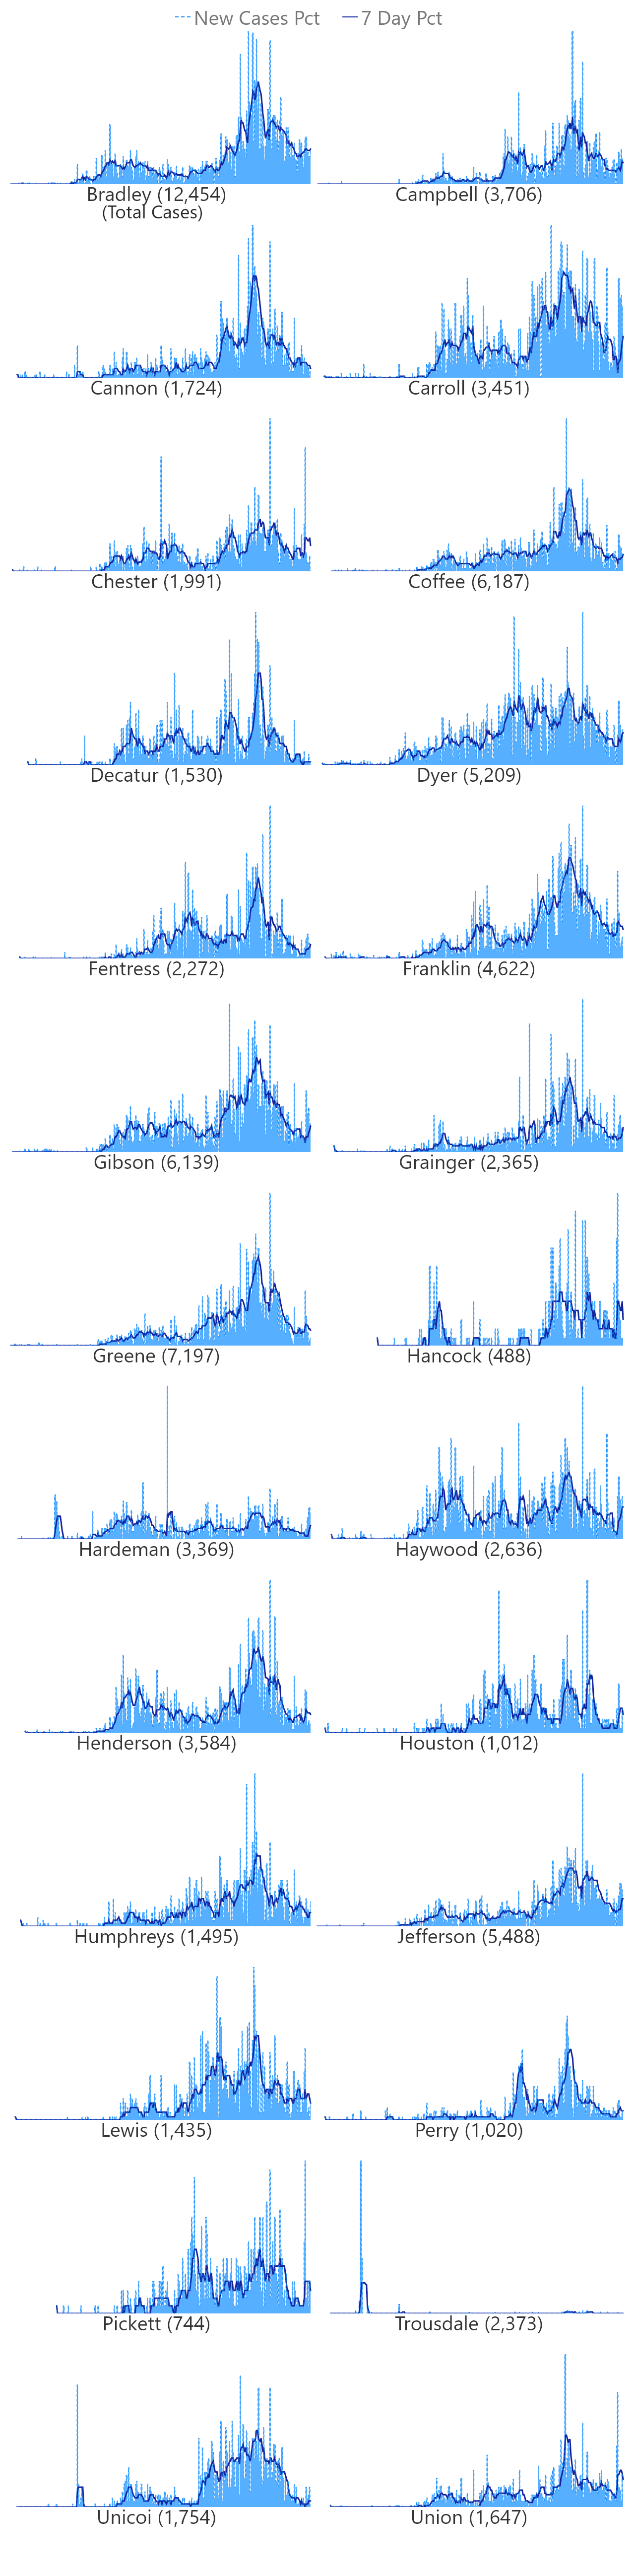 New Cases Pct 7 Day Pct
Bradley (12,454) Campbell (3,706)
(Total Cases)
Cannon (1,724) Carroll (3,451)
Chester (1,991) Coffee (6,187)
Decatur (1,530) Dyer (5,209)
Fentress (2,272) Franklin (4,622)
Gibson (6,139) Grainger (2,365)
Greene (7,197) Hancock (488)
Hardeman (3,369) Haywood (2,636)
Henderson (3,584) Houston (1,012)
Humphreys (1,495) Jefferson (5,488)
Lewis (1,435) Perry (1,020)
Pickett (744) Trousdale (2,373)
Unicoi (1,754) Union (1,647)